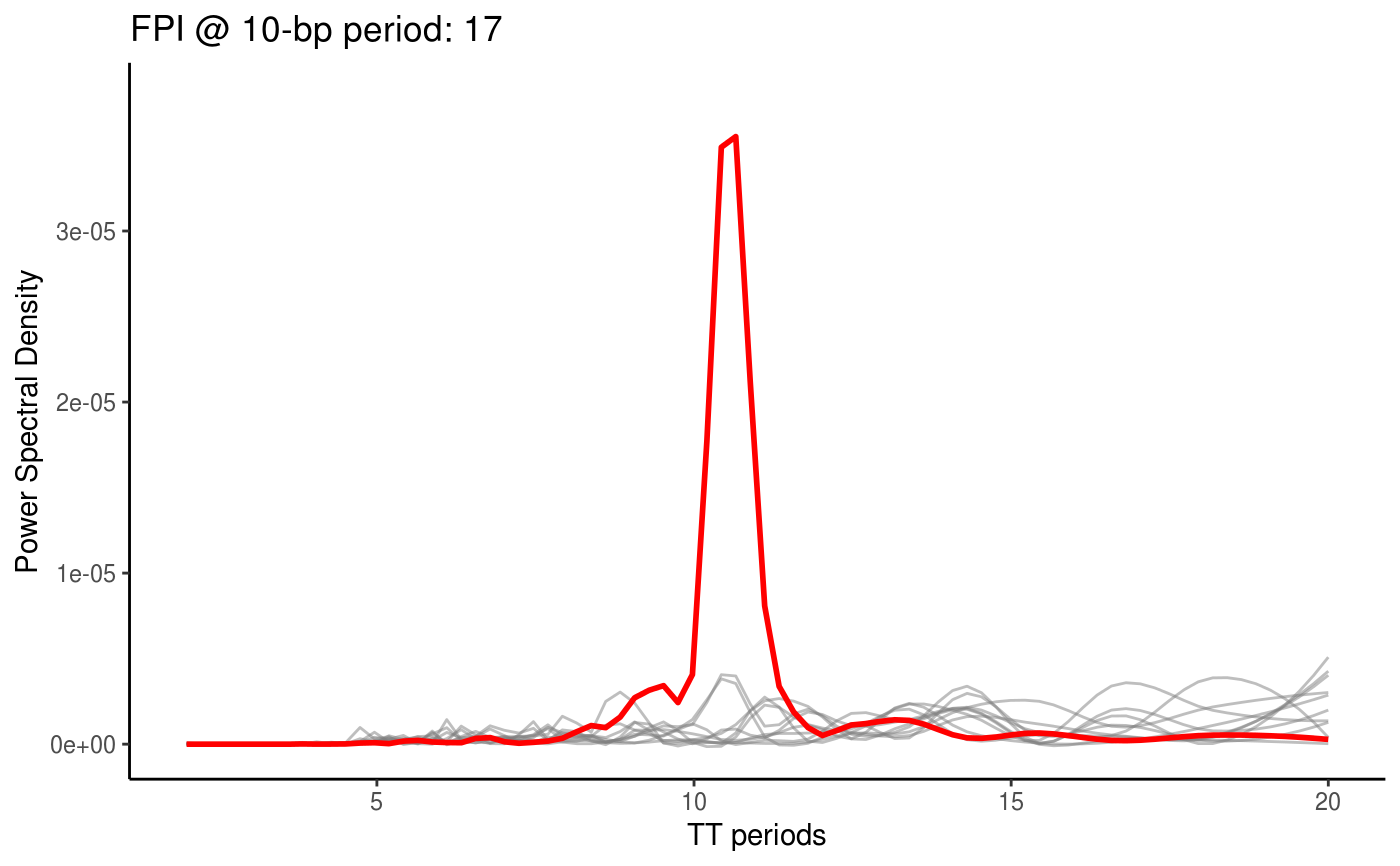 FPI @ 10-bp period: 17
Power Spectral Density
3e-05
2e-05
1e-05
0e+00
5
10
15
20
TT periods